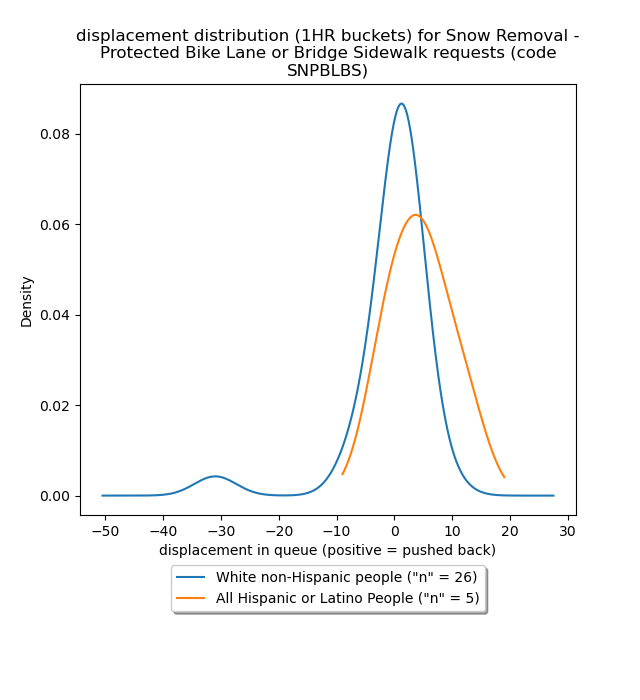 displacement distribution (1HR buckets) for Snow Removal -
Protected Bike Lane or Bridge Sidewalk requests (code
SNPBLBS)
0.08
0.06
0.04
0.02
0.00
Density
−50 −40 −30 −20 −10 0 10 20 30
displacement in queue (positive = pushed back)
White non-Hispanic people ("n" = 26)
All Hispanic or Latino People ("n" = 5)